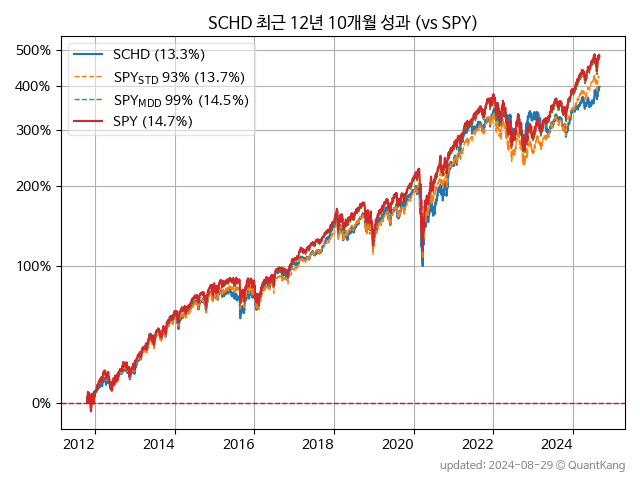 SCHD 최근 12년 10개월 성과 (vs SPY)
SCHD (13.3%)
SPY_STD 93% (13.7%)
SPY_MDD 99% (14.5%)
SPY (14.7%)
500%
400%
300%
200%
100%
0%
2012 2014 2016 2018 2020 2022 2024
updated: 2024-08-29 © QuantKang